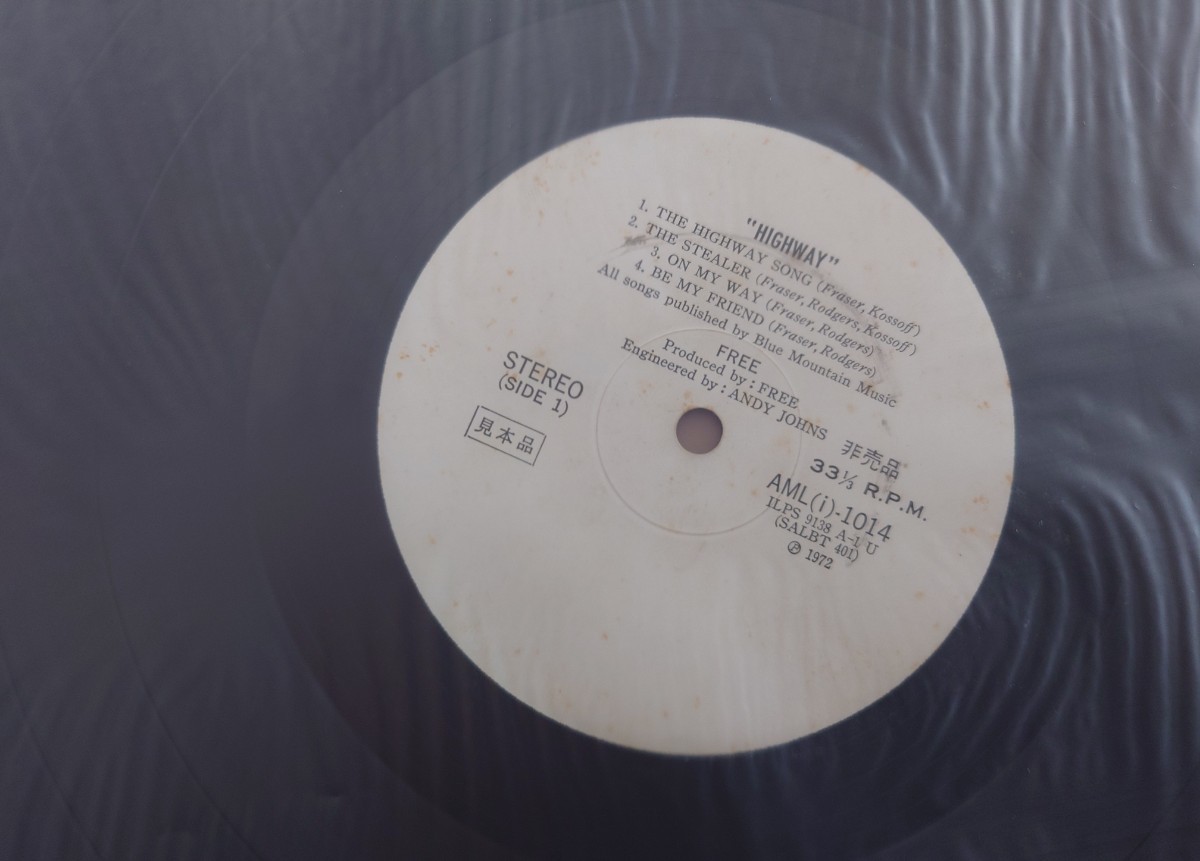 "HIGHWAY"
1. THE HIGHWAY SONG (Fraser, Kossoff)
2. THE STEALER (Fraser, Rodgers, Kossoff)
3. ON MY WAY (Fraser, Rodgers)
4. BE MY FRIEND (Fraser, Rodgers)
All songs published by Blue Mountain Music
FREE
Produced by : FREE
Engineered by : ANDY JOHNS
STEREO
(SIDE 1)
見本品
非売品
33⅓ R.P.M.
AML(i)-1014
ILPS 9138 A-1 U
(SALBT 401)
Ⓟ 1972